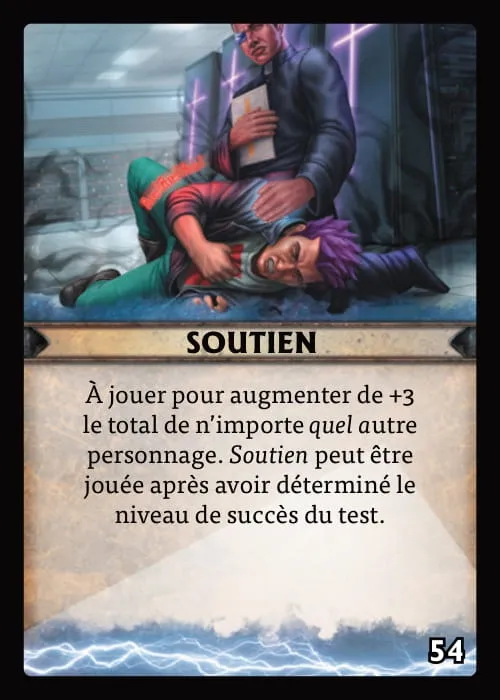 SOUTIEN
À jouer pour augmenter de +3
le total de n'importe quel autre
personnage. Soutien peut être
jouée après avoir déterminé le
niveau de succès du test.
54